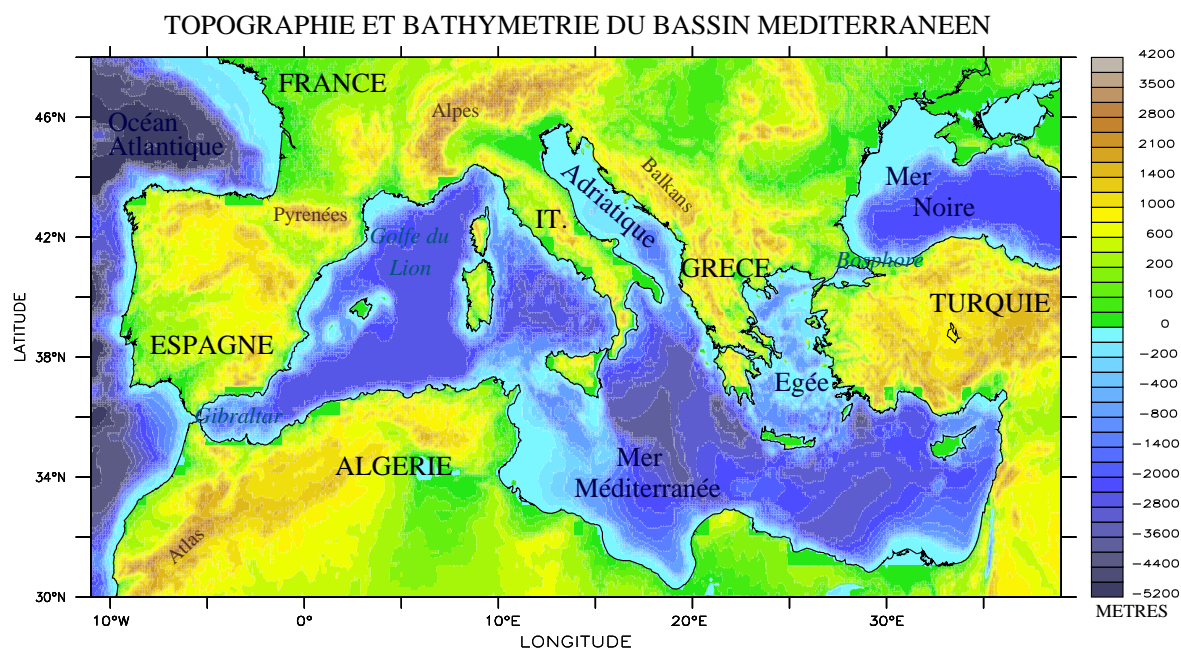 TOPOGRAPHIE ET BATHYMETRIE DU BASSIN MEDITERRANEEN
FRANCE
Alpes
Océan
Atlantique
Pyrenées
Golfe du
Lion
IT.
Adriatique
Balkans
GRECE
Mer
Noire
Bosphore
TURQUIE
ESPAGNE
Gibraltar
ALGERIE
Atlas
Egée
Mer
Méditerranée
LATITUDE
46°N
42°N
38°N
34°N
30°N
10°W
0°
10°E
20°E
30°E
LONGITUDE
4200
3500
2800
2100
1400
1000
600
200
100
0
−200
−400
−800
−1400
−2000
−2800
−3600
−4400
−5200
METRES